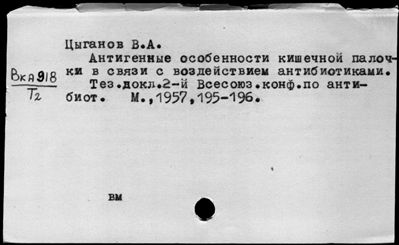 Цыганов В.А.
Антигенные особенности кишечной палоч-
ки в связи с воздействием антибиотиками.
Тез.докл.2-й Всесоюз.конф.по анти-
биот. М.,1957,195-196.
Вка918
Т2
вм